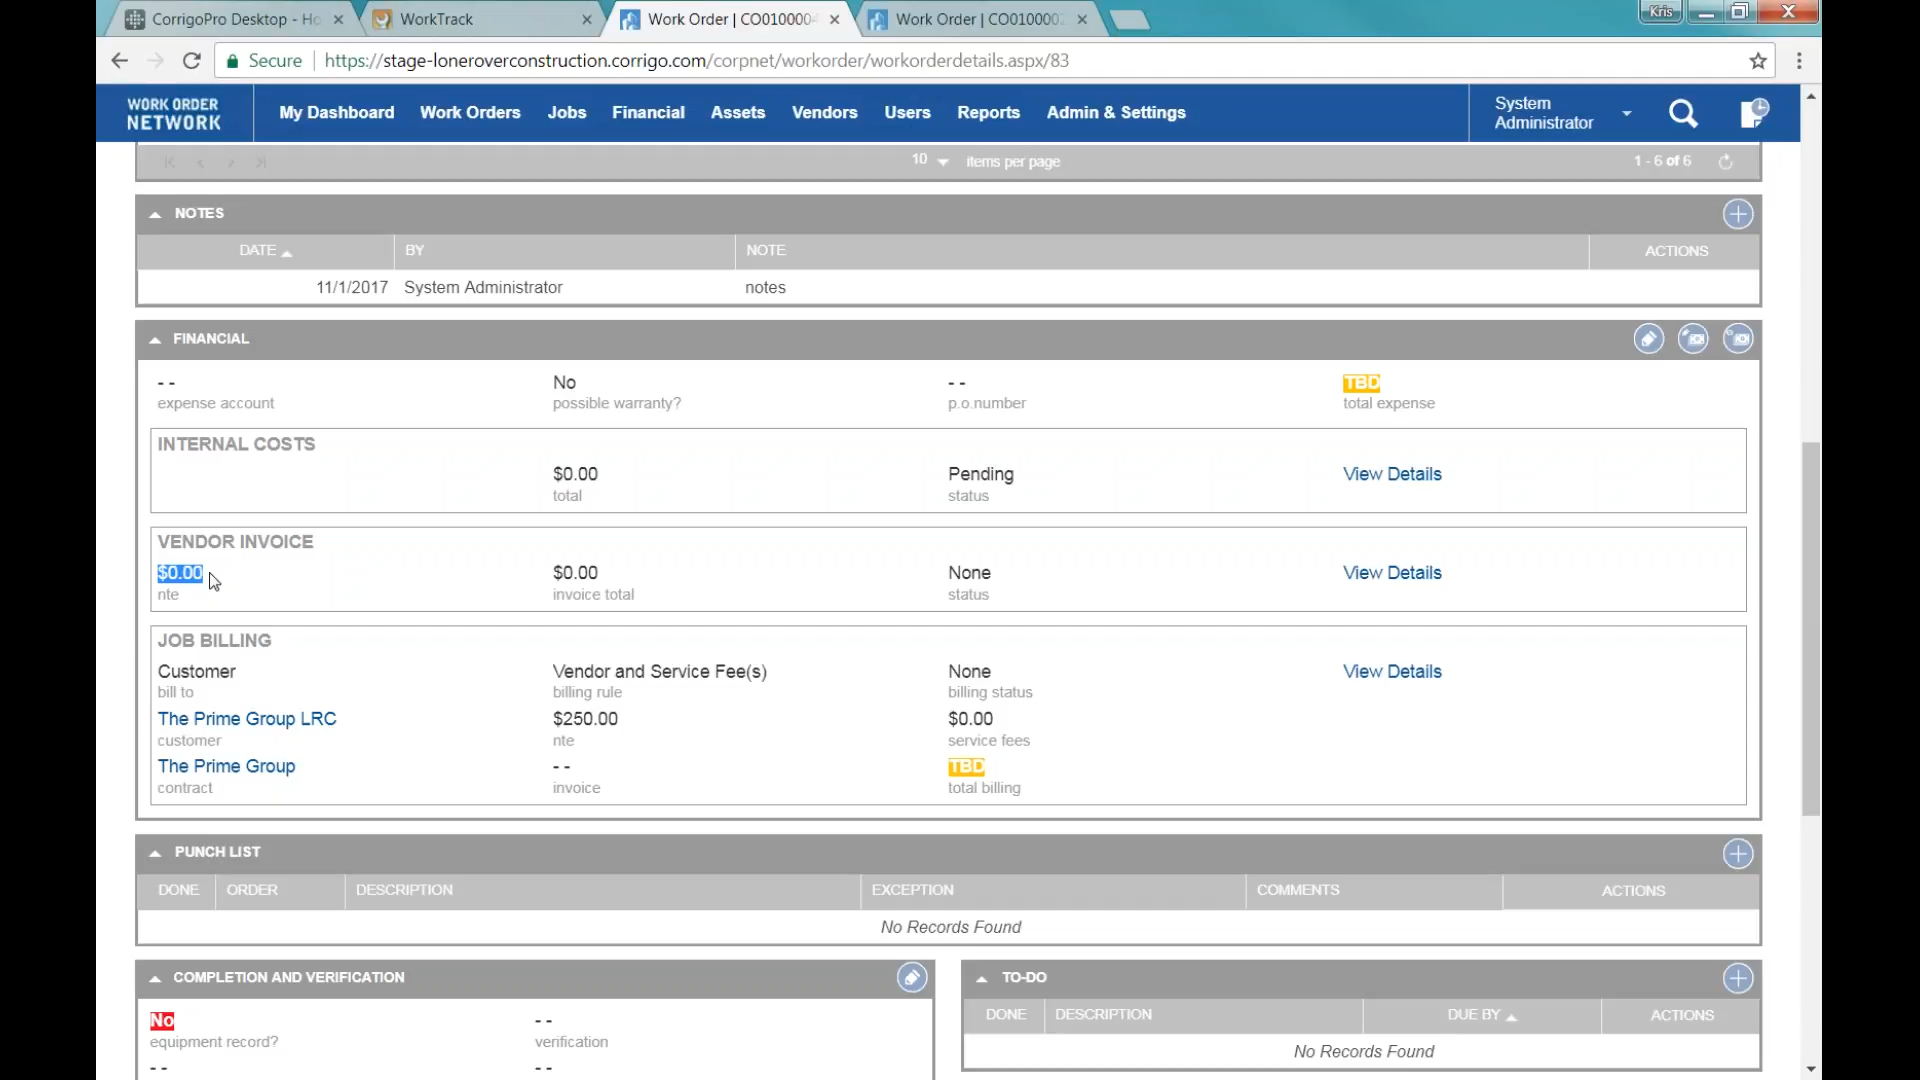 CorrigoPro Desktop - Ho
WorkTrack
Work Order | CO0100004
Work Order | CO0100002
Kris
Secure
https://stage-loneroverconstruction.corrigo.com/corpnet/workorder/workorderdetails.aspx/83
WORK ORDER
NETWORK
My Dashboard
Work Orders
Jobs
Financial
Assets
Vendors
Users
Reports
Admin & Settings
System
Administrator
10
items per page
1 - 6 of 6
NOTES
DATE
BY
NOTE
ACTIONS
11/1/2017
System Administrator
notes
FINANCIAL
- -
No
- -
TBD
expense account
possible warranty?
p.o.number
total expense
INTERNAL COSTS
$0.00
Pending
View Details
total
status
VENDOR INVOICE
$0.00
$0.00
None
View Details
nte
invoice total
status
JOB BILLING
Customer
Vendor and Service Fee(s)
None
View Details
bill to
billing rule
billing status
The Prime Group LRC
$250.00
$0.00
customer
nte
service fees
The Prime Group
- -
TBD
contract
invoice
total billing
PUNCH LIST
DONE
ORDER
DESCRIPTION
EXCEPTION
COMMENTS
ACTIONS
No Records Found
COMPLETION AND VERIFICATION
TO-DO
No
- -
DONE
DESCRIPTION
DUE BY
ACTIONS
equipment record?
verification
No Records Found
- -
- -